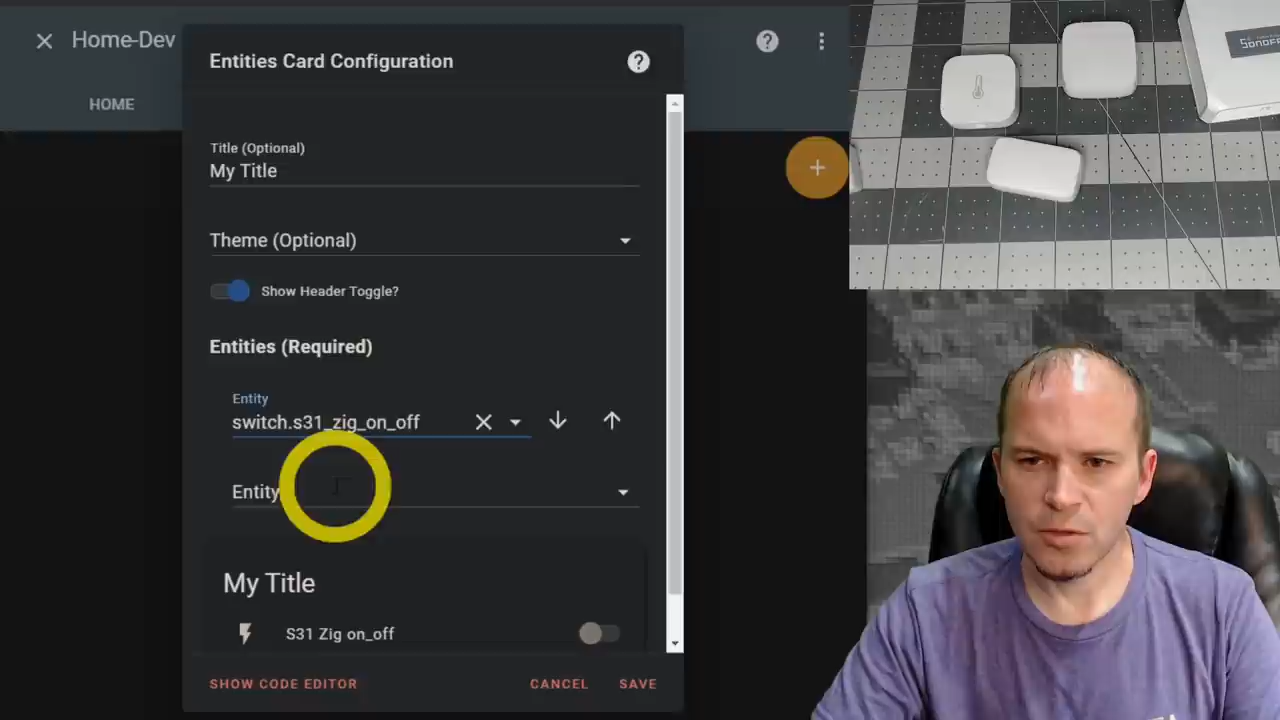 Home-Dev
HOME
Entities Card Configuration
Title (Optional)
My Title
Theme (Optional)
Show Header Toggle?
Entities (Required)
Entity
switch.s31_zig_on_off
Entity
My Title
S31 Zig on_off
SHOW CODE EDITOR
CANCEL
SAVE